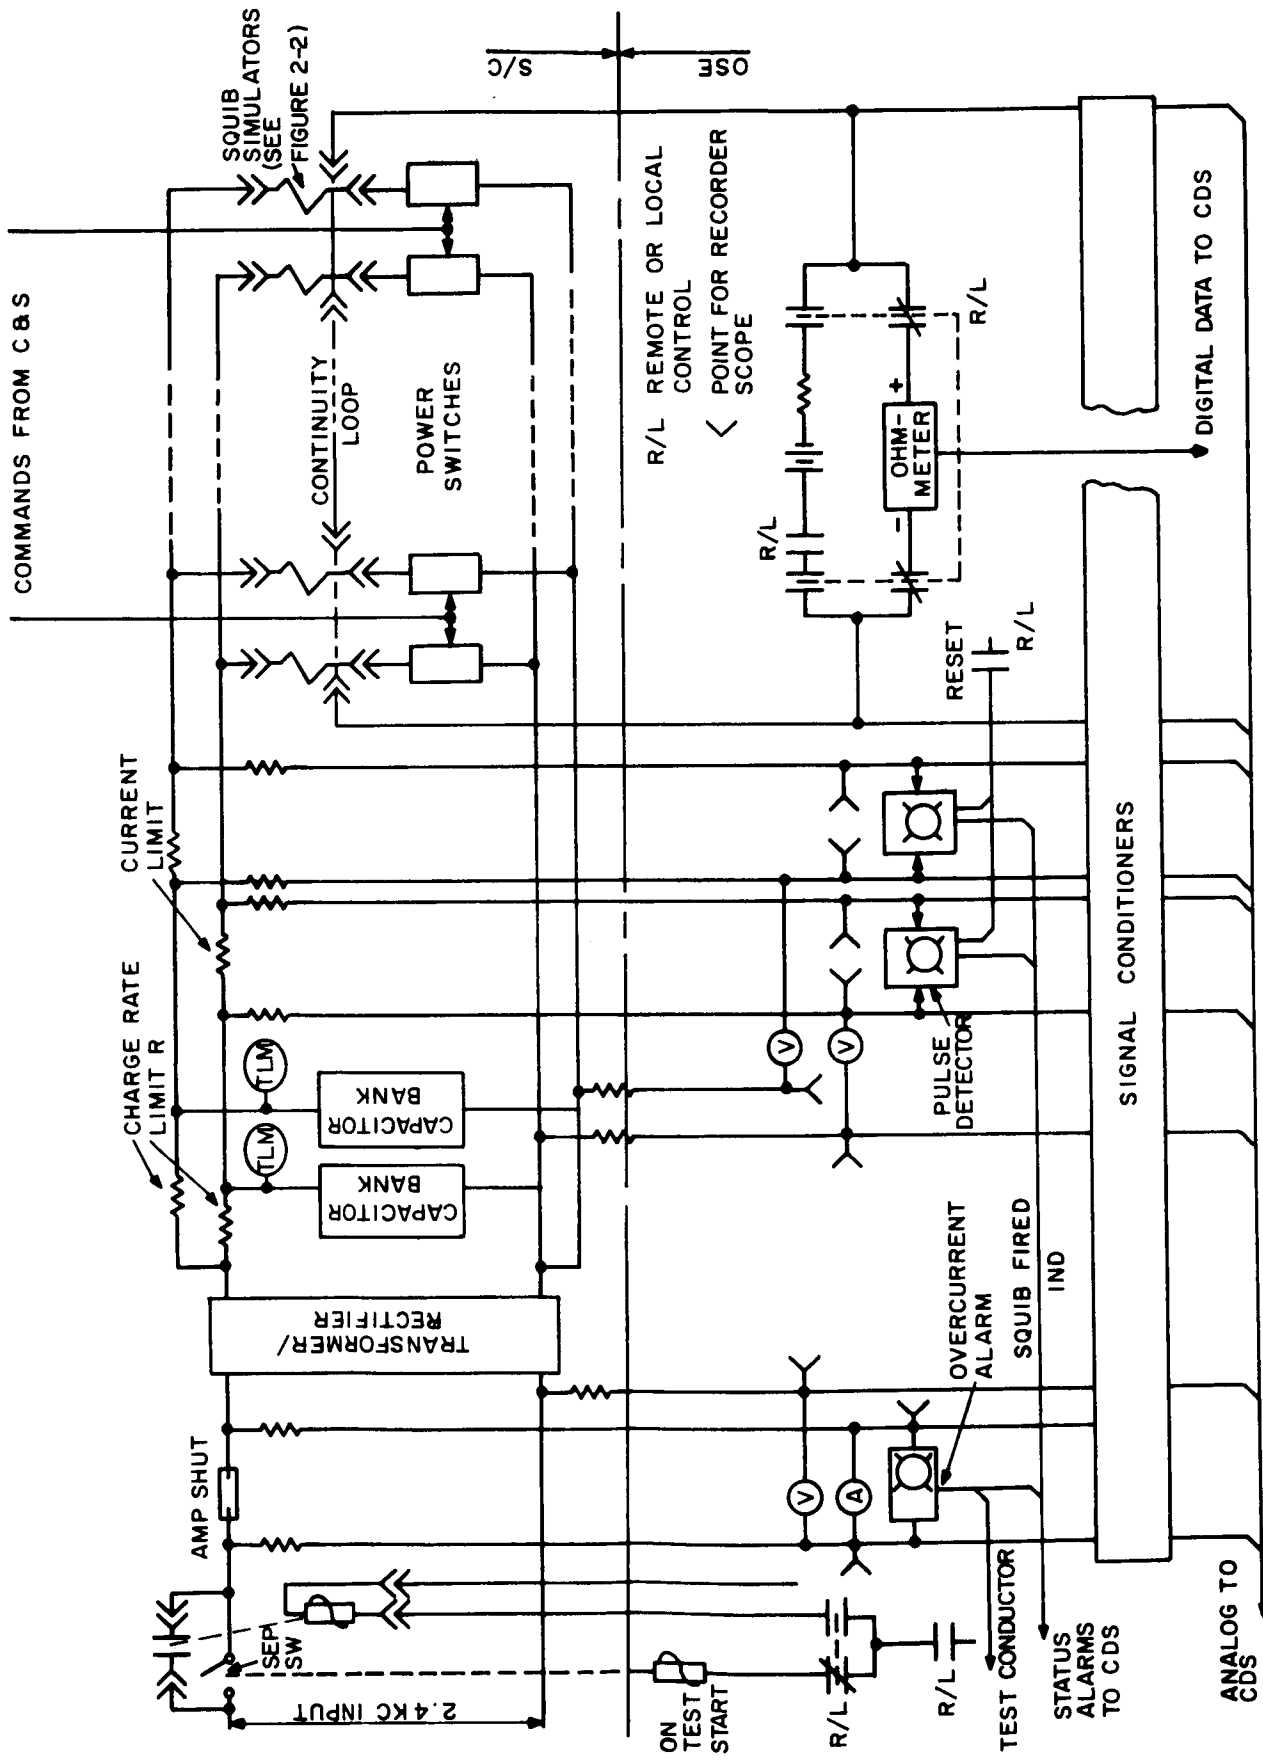 COMMANDS FROM C & S
SQUIB
SIMULATORS
(SEE
FIGURE 2-2)
S/C
OSE
CONTINUITY
LOOP
POWER
SWITCHES
R/L REMOTE OR LOCAL
CONTROL
POINT FOR RECORDER
SCOPE
CURRENT
LIMIT
CHARGE RATE
LIMIT R
TLM
TLM
CAPACITOR
BANK
CAPACITOR
BANK
TRANSFORMER/
RECTIFIER
AMP SHUT
SEP
SW
2.4 KC INPUT
ON
TEST
START
R/L
R/L
R/L
+
OHM-
METER
-
R/L
RESET
R/L
V
V
PULSE
DETECTOR
V
A
OVERCURRENT
ALARM
SQUIB FIRED
IND
TEST CONDUCTOR
STATUS
ALARMS
TO CDS
SIGNAL CONDITIONERS
DIGITAL DATA TO CDS
ANALOG TO
CDS